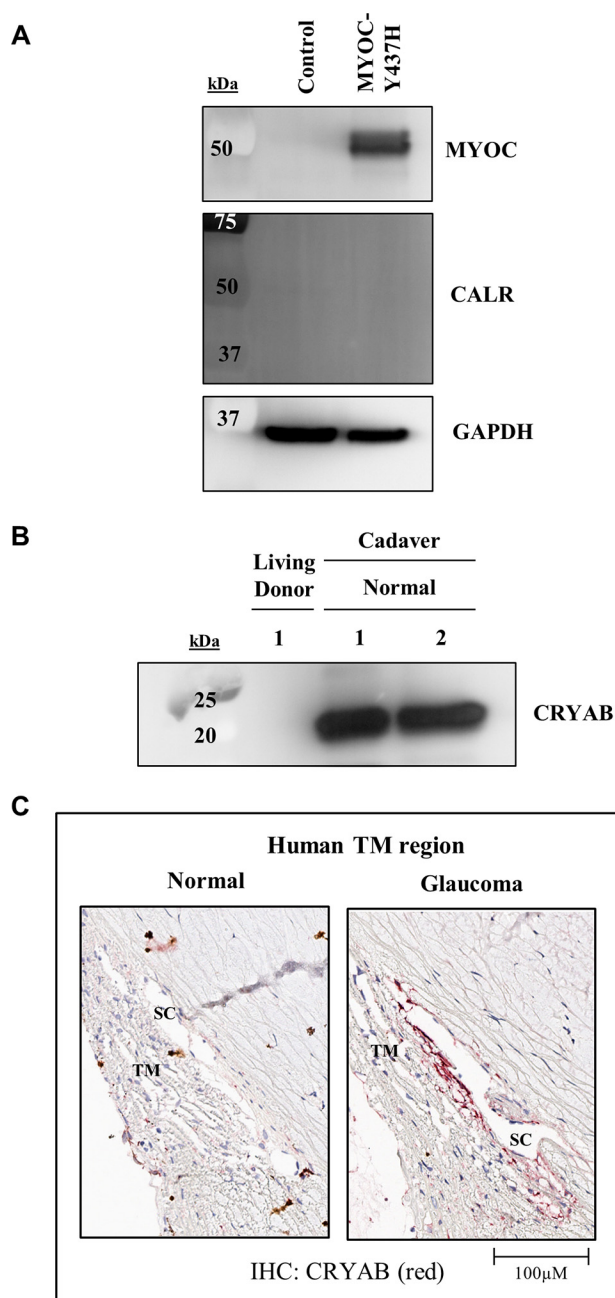 A
kDa
Control
MYOC-
Y437H
50
MYOC
75
50
37
CALR
37
GAPDH
B
Living
Donor
Cadaver
Normal
kDa
1
1
2
25
20
CRYAB
C
Human TM region
Normal
Glaucoma
SC
TM
TM
SC
IHC: CRYAB (red)
100µM